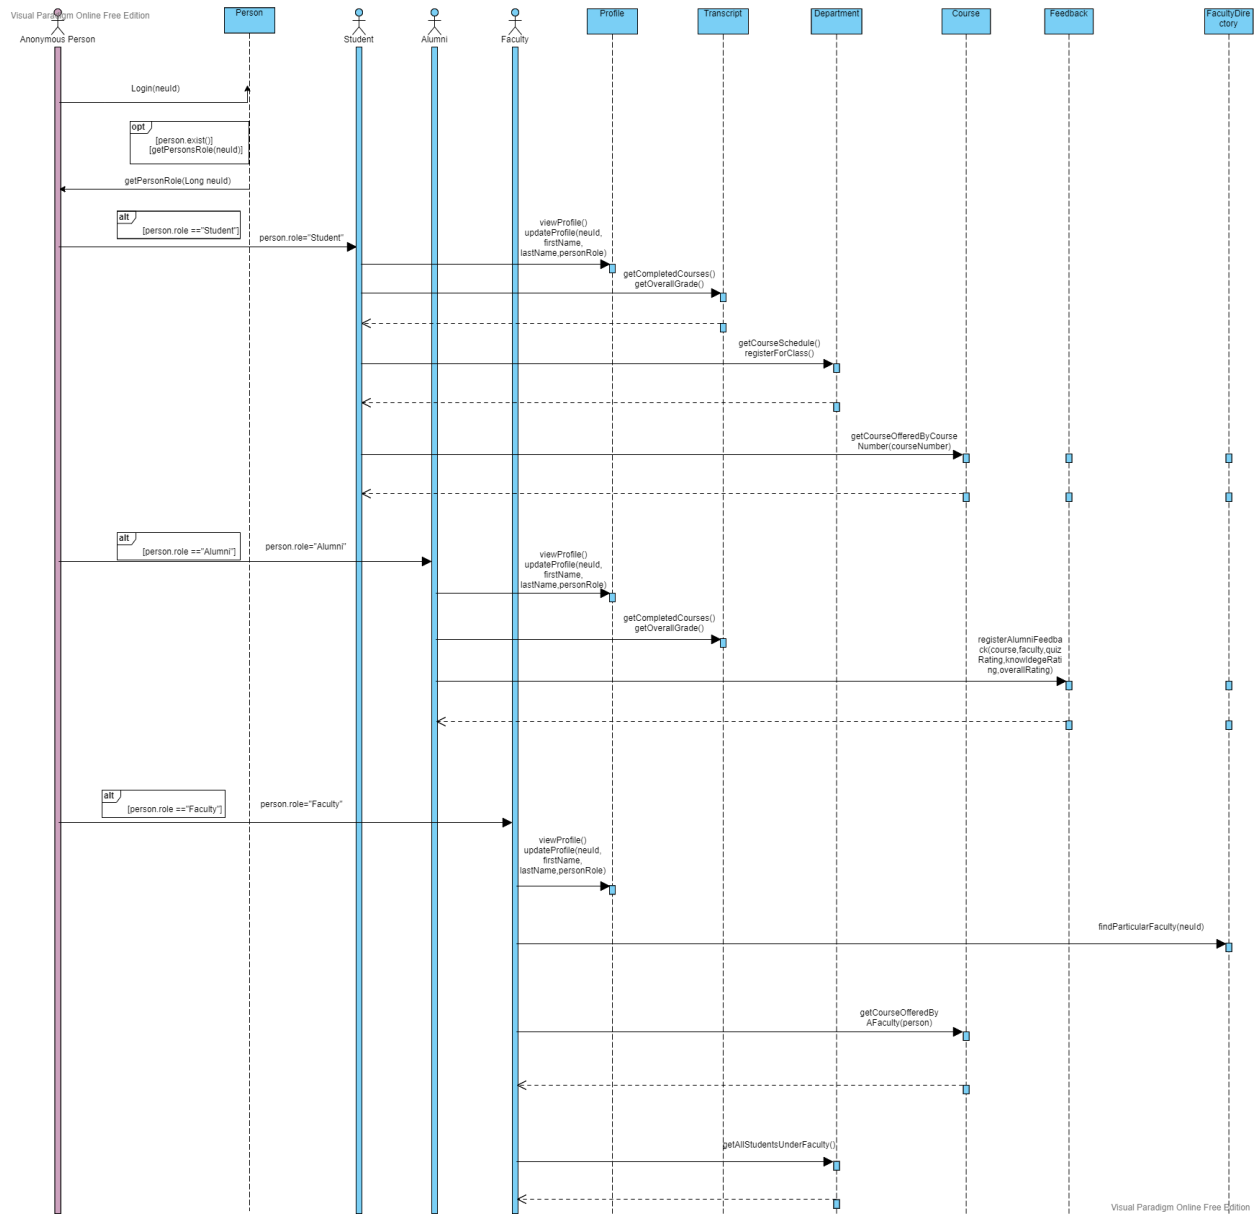 Visual Paradigm Online Free Edition
Anonymous Person
Person
Student
Alumni
Faculty
Profile
Transcript
Department
Course
Feedback
FacultyDire
ctory
Login(neuId)
opt
[person.exist()]
[getPersonsRole(neuId)]
getPersonRole(Long neuId)
alt
[person.role =="Student"]
person.role="Student"
viewProfile()
updateProfile(neuId,
firstName,
lastName,personRole)
getCompletedCourses()
getOverallGrade()
getCourseSchedule()
registerForClass()
getCourseOfferedByCourse
Number(courseNumber)
alt
[person.role =="Alumni"]
person.role="Alumni"
viewProfile()
updateProfile(neuId,
firstName,
lastName,personRole)
getCompletedCourses()
getOverallGrade()
registerAlumniFeedba
ck(course,faculty,quiz
Rating,knowldegeRati
ng,overallRating)
alt
[person.role =="Faculty"]
person.role="Faculty"
viewProfile()
updateProfile(neuId,
firstName,
lastName,personRole)
findParticularFaculty(neuId)
getCourseOfferedBy
AFaculty(person)
getAllStudentsUnderFaculty()
Visual Paradigm Online Free Edition